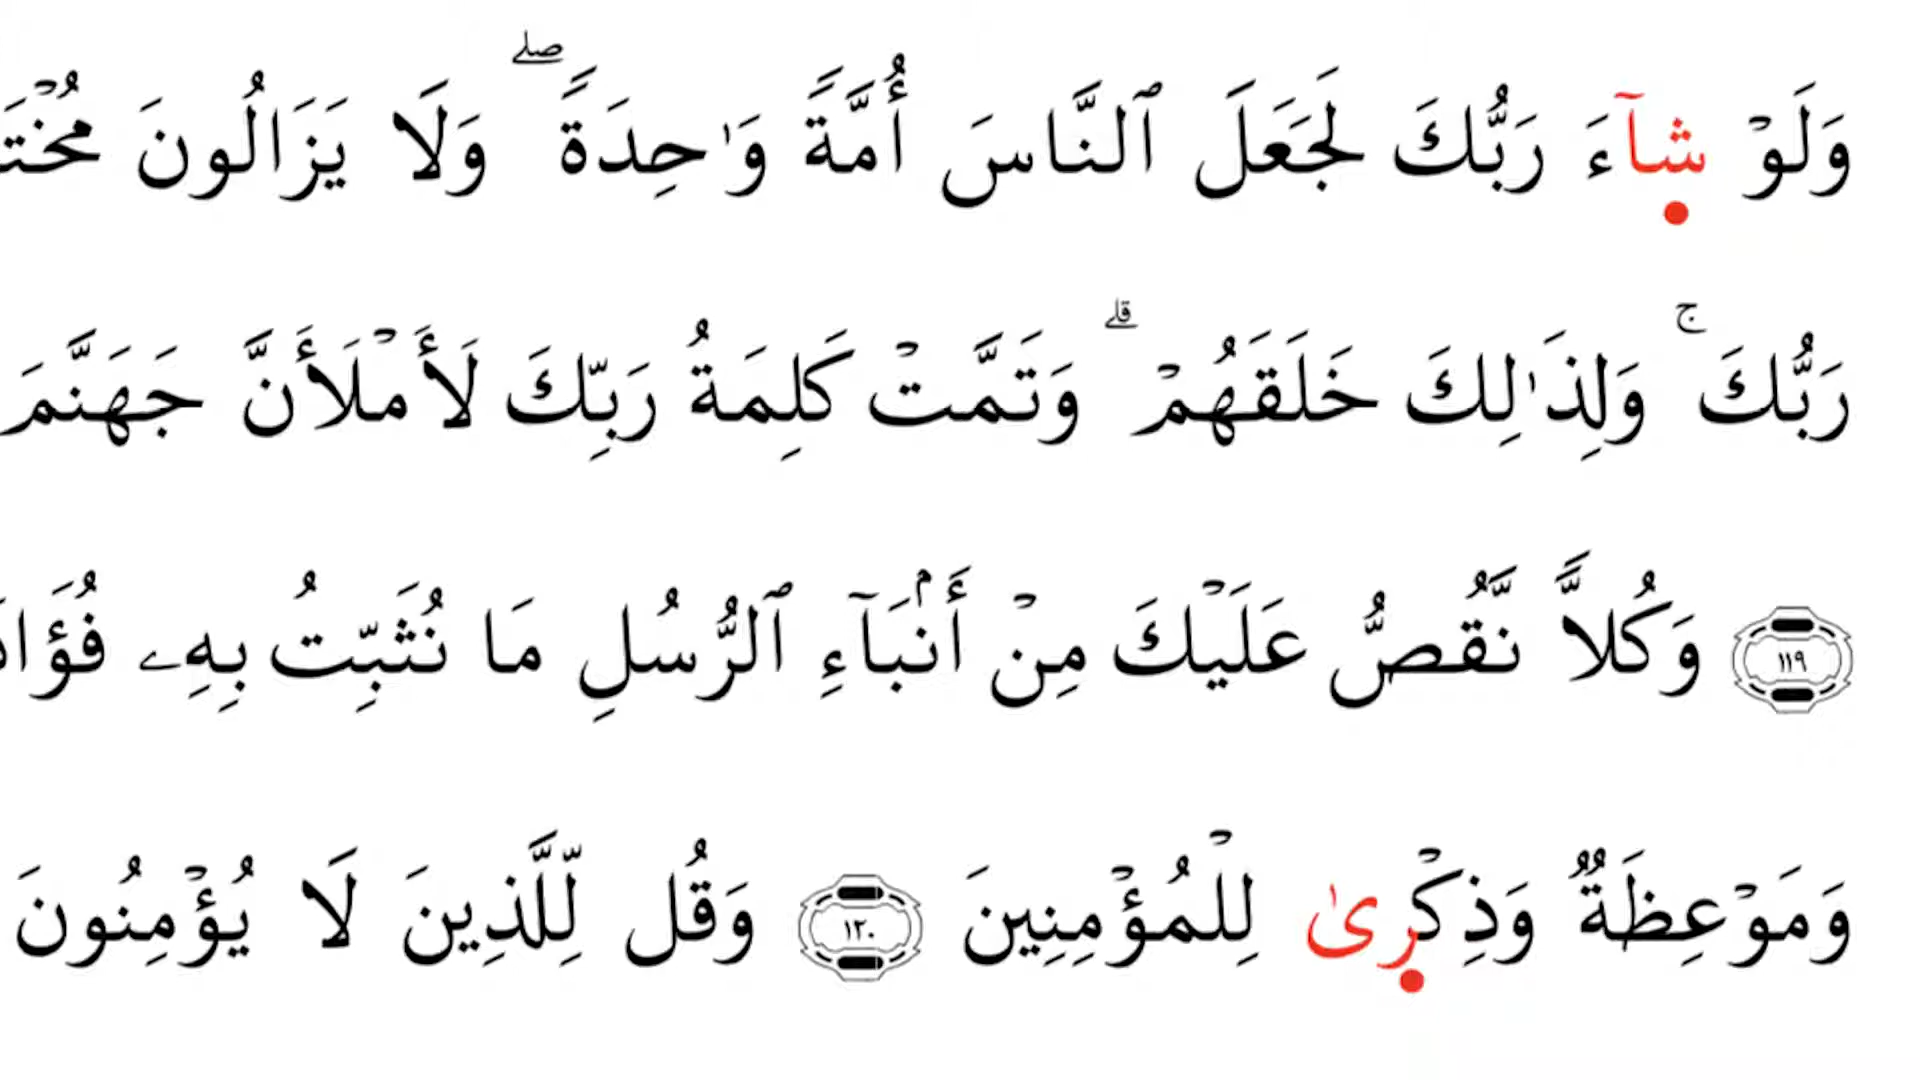 وَلَوْ شَآءَ رَبُّكَ لَجَعَلَ ٱلنَّاسَ أُمَّةً وَٰحِدَةً ۖ وَلَا يَزَالُونَ
رَبُّكَ ۚ وَلِذَٰلِكَ خَلَقَهُمْ ۗ وَتَمَّتْ كَلِمَةُ رَبِّكَ لَأَمْلَأَنَّ جَهَنَّمَ
١١٩ وَكُلًّا نَّقُصُّ عَلَيْكَ مِنْ أَنۢبَآءِ ٱلرُّسُلِ مَا نُثَبِّتُ بِهِۦ
وَمَوْعِظَةٌ وَذِكْرِىٰ لِلْمُؤْمِنِينَ ١٢٠ وَقُل لِّلَّذِينَ لَا يُؤْمِنُونَ